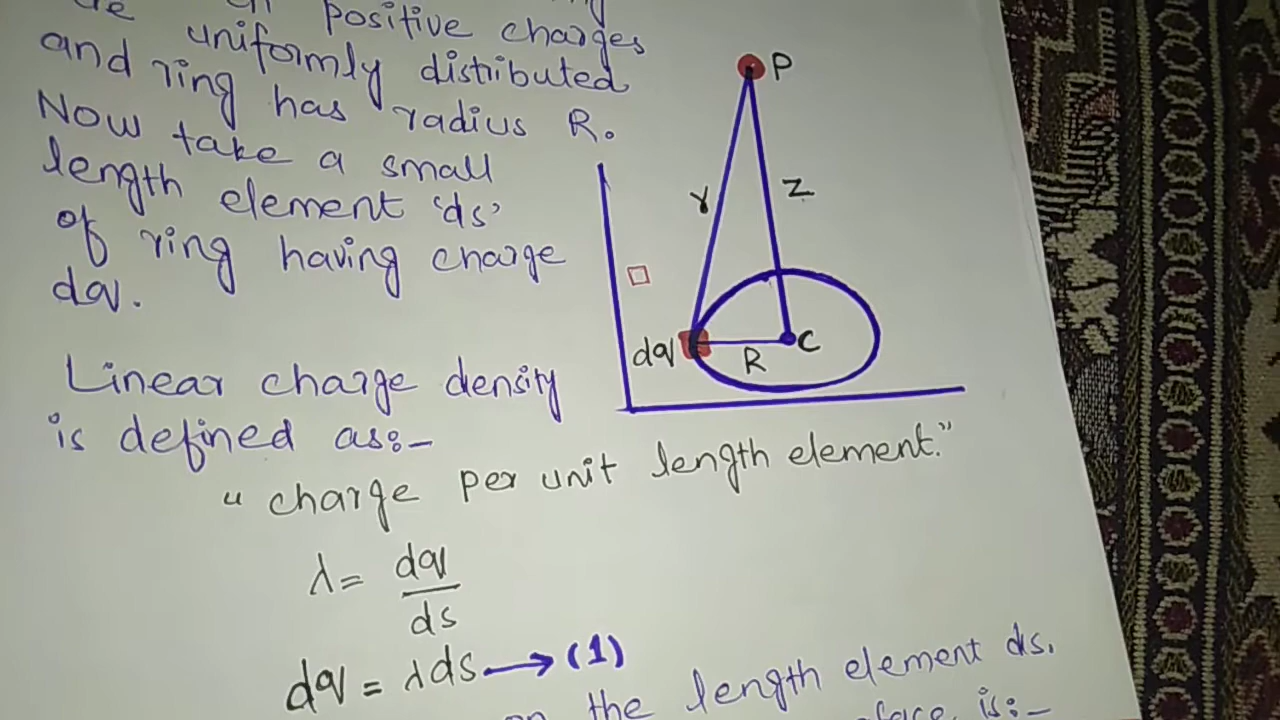 positive charges
and ring uniformly distributed
has radius R.
Now take a small
length element 'ds'
of ring having charge
dq.
P
r
z
dq
R
C
Linear charge density
is defined as:-
"charge per unit length element."
λ = dq
ds
dq = λds → (1)
on the length element ds.
is:-